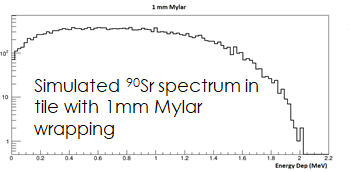 1 mm Mylar
10²
Simulated ⁹⁰Sr spectrum in
tile with 1mm Mylar
wrapping
10
1
0 0.2 0.4 0.6 0.8 1 1.2 1.4 1.6 1.8 2 2.2
Energy Dep (MeV)